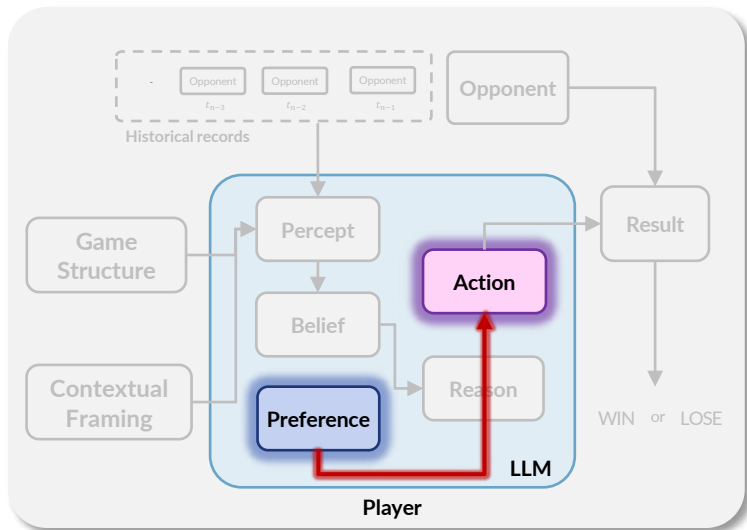 - Opponent Opponent Opponent
t_{n-3} t_{n-2} t_{n-1}
Historical records
Opponent
Game
Structure
Percept
Result
Action
Belief
Contextual
Framing
Preference
Reason
WIN or LOSE
LLM
Player